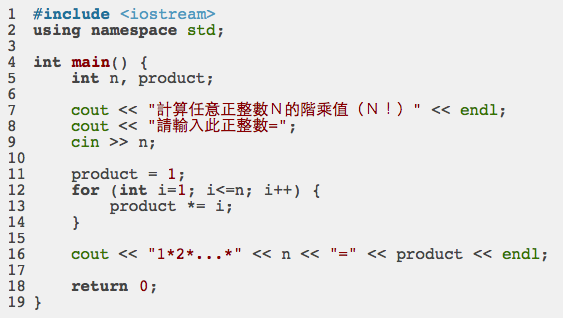 1 #include <iostream>
2 using namespace std;
3
4 int main() {
5     int n, product;
6
7     cout << "計算任意正整數Ｎ的階乘值（Ｎ！）" << endl;
8     cout << "請輸入此正整數=";
9     cin >> n;
10
11     product = 1;
12     for (int i=1; i<=n; i++) {
13         product *= i;
14     }
15
16     cout << "1*2*...*" << n << "=" << product << endl;
17
18     return 0;
19 }